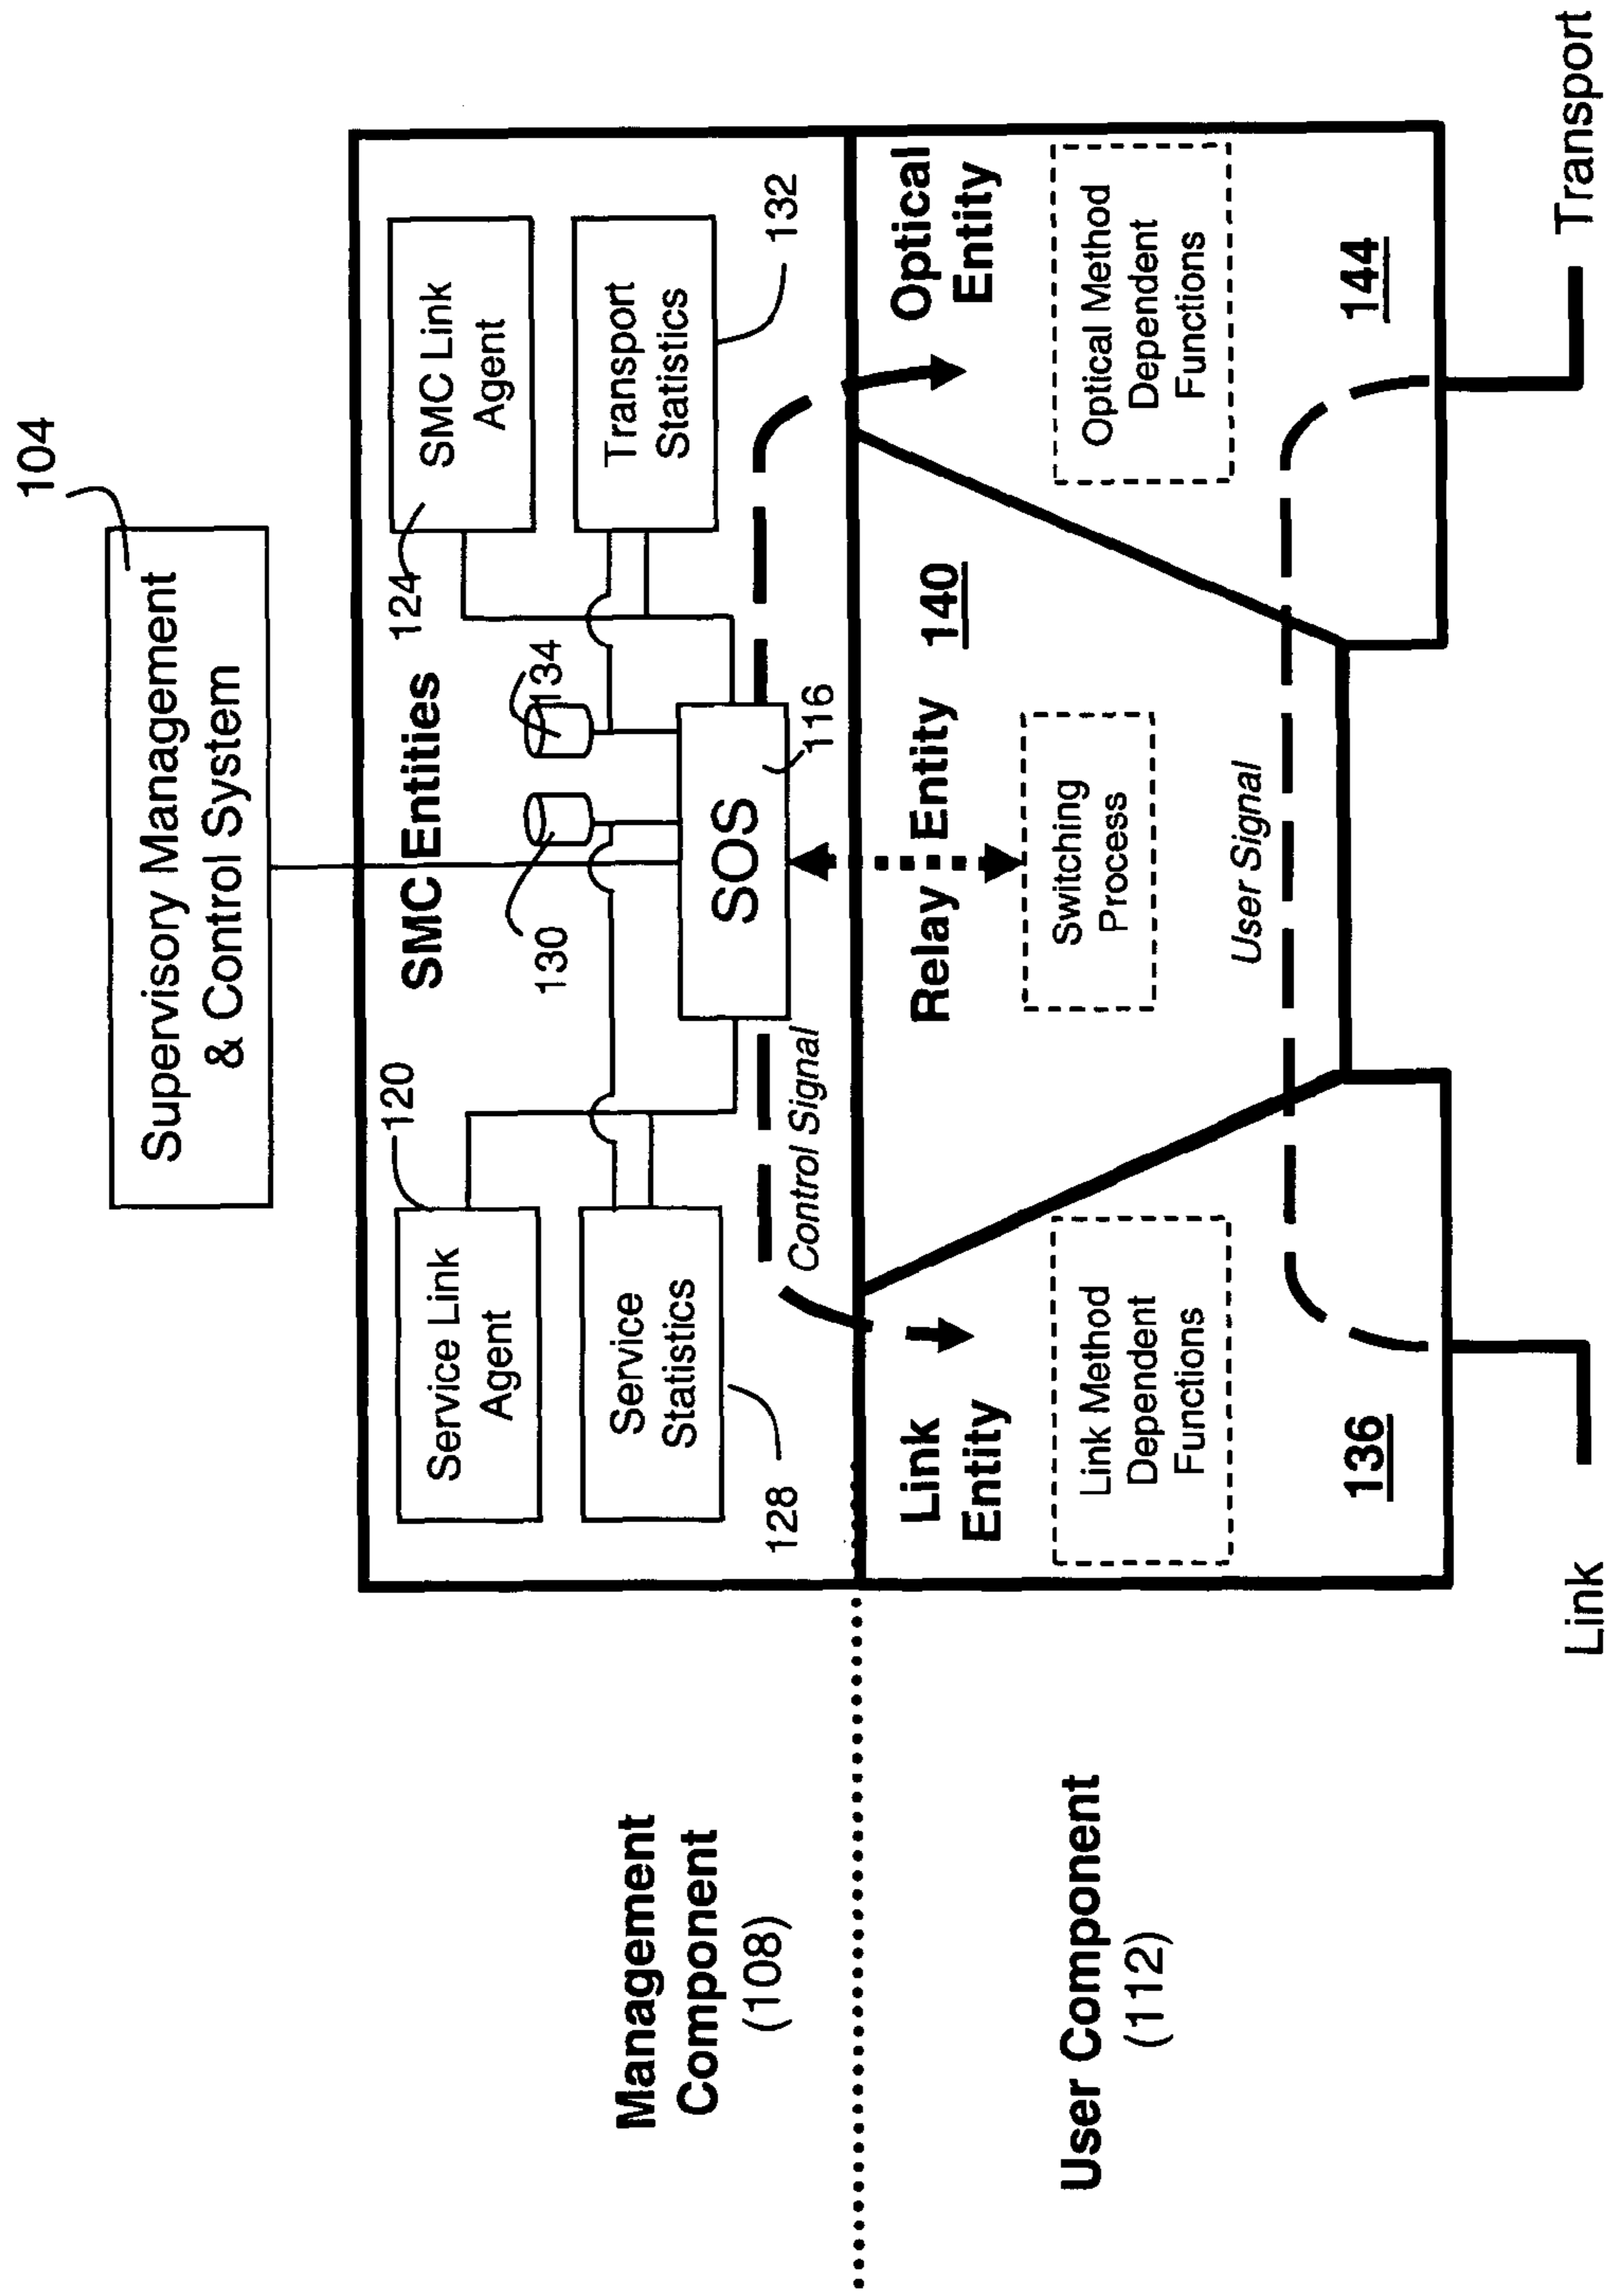 104
Supervisory Management
& Control System
SMC Entities
120
Service Link
Agent
Service
Statistics
128
130
134
124
SMC Link
Agent
Transport
Statistics
132
SOS
116
Control Signal
Management
Component
(108)
User Component
(112)
Link
Entity
Link Method
Dependent
Functions
136
Relay Entity 140
Switching
Process
User Signal
Optical
Entity
Optical Method
Dependent
Functions
144
Link
Transport